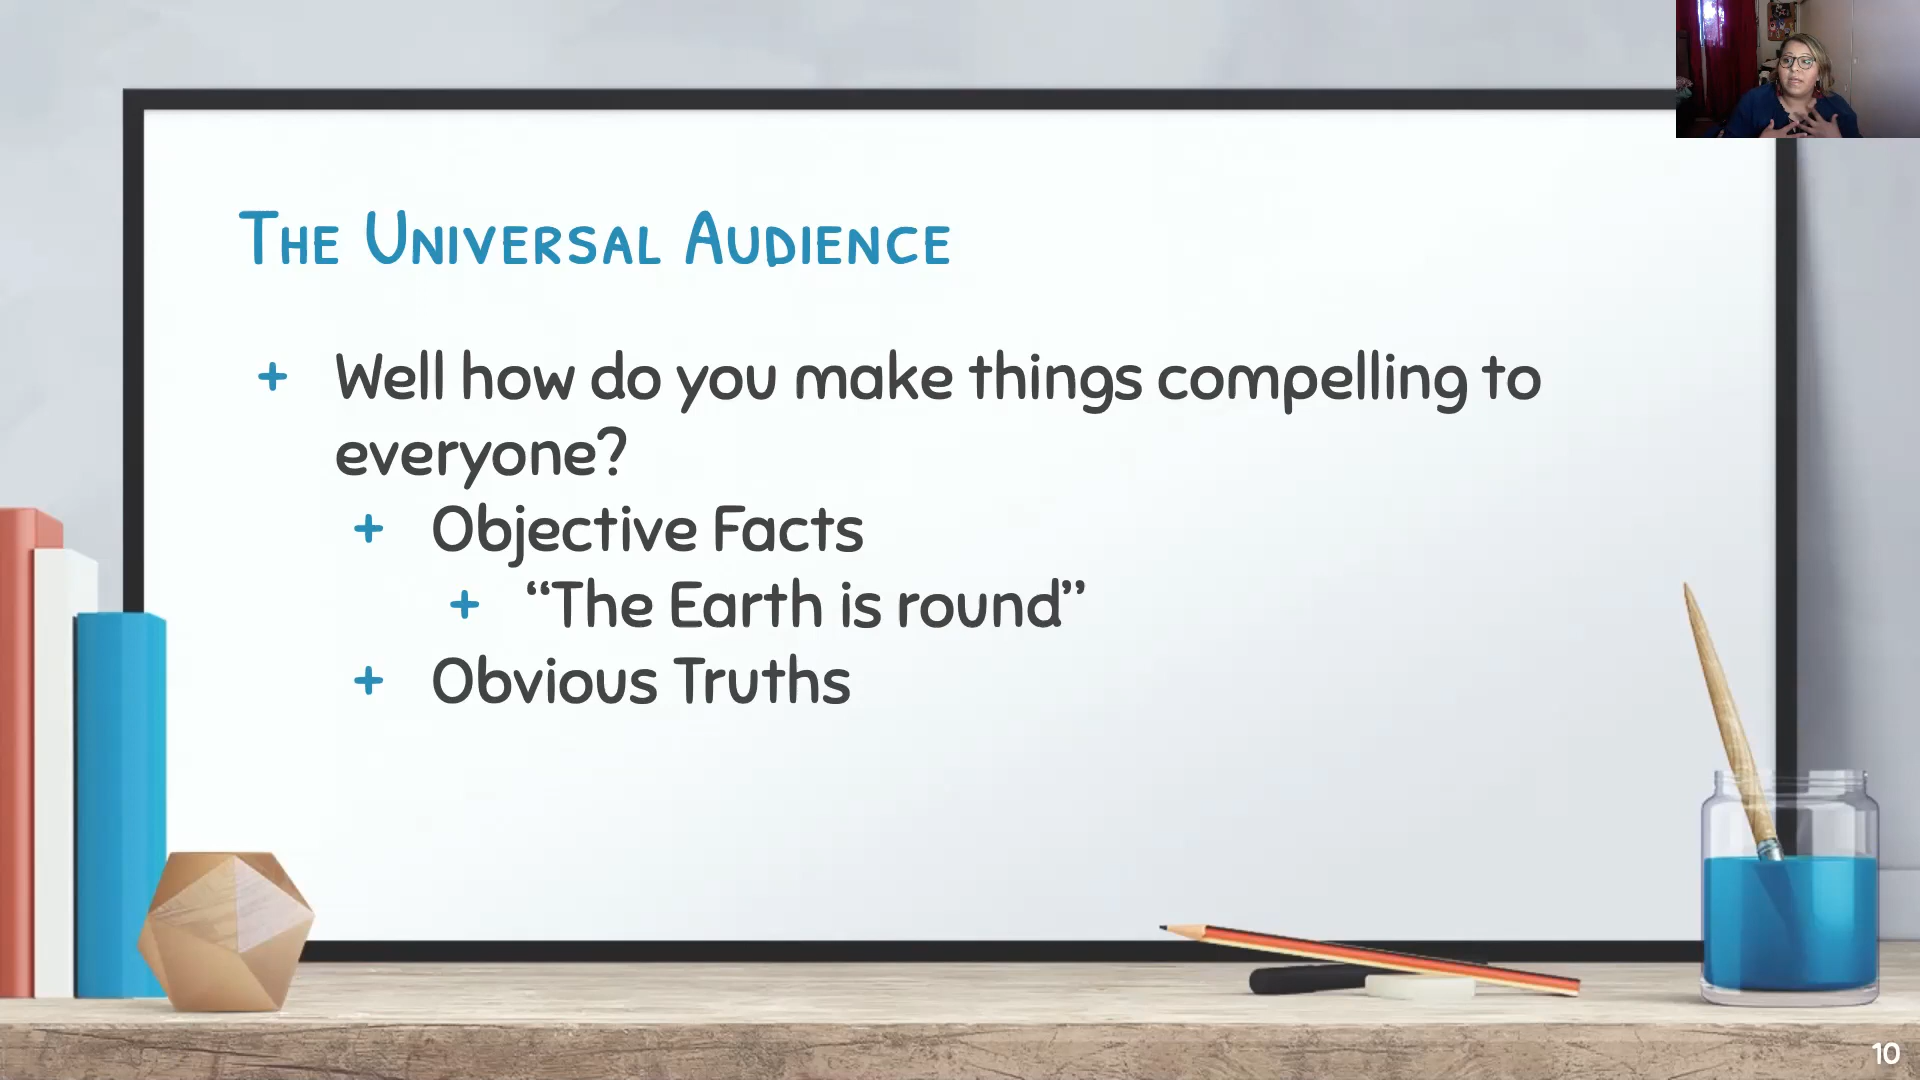 The Universal Audience
+ Well how do you make things compelling to
everyone?
+ Objective Facts
+ “The Earth is round”
+ Obvious Truths
10